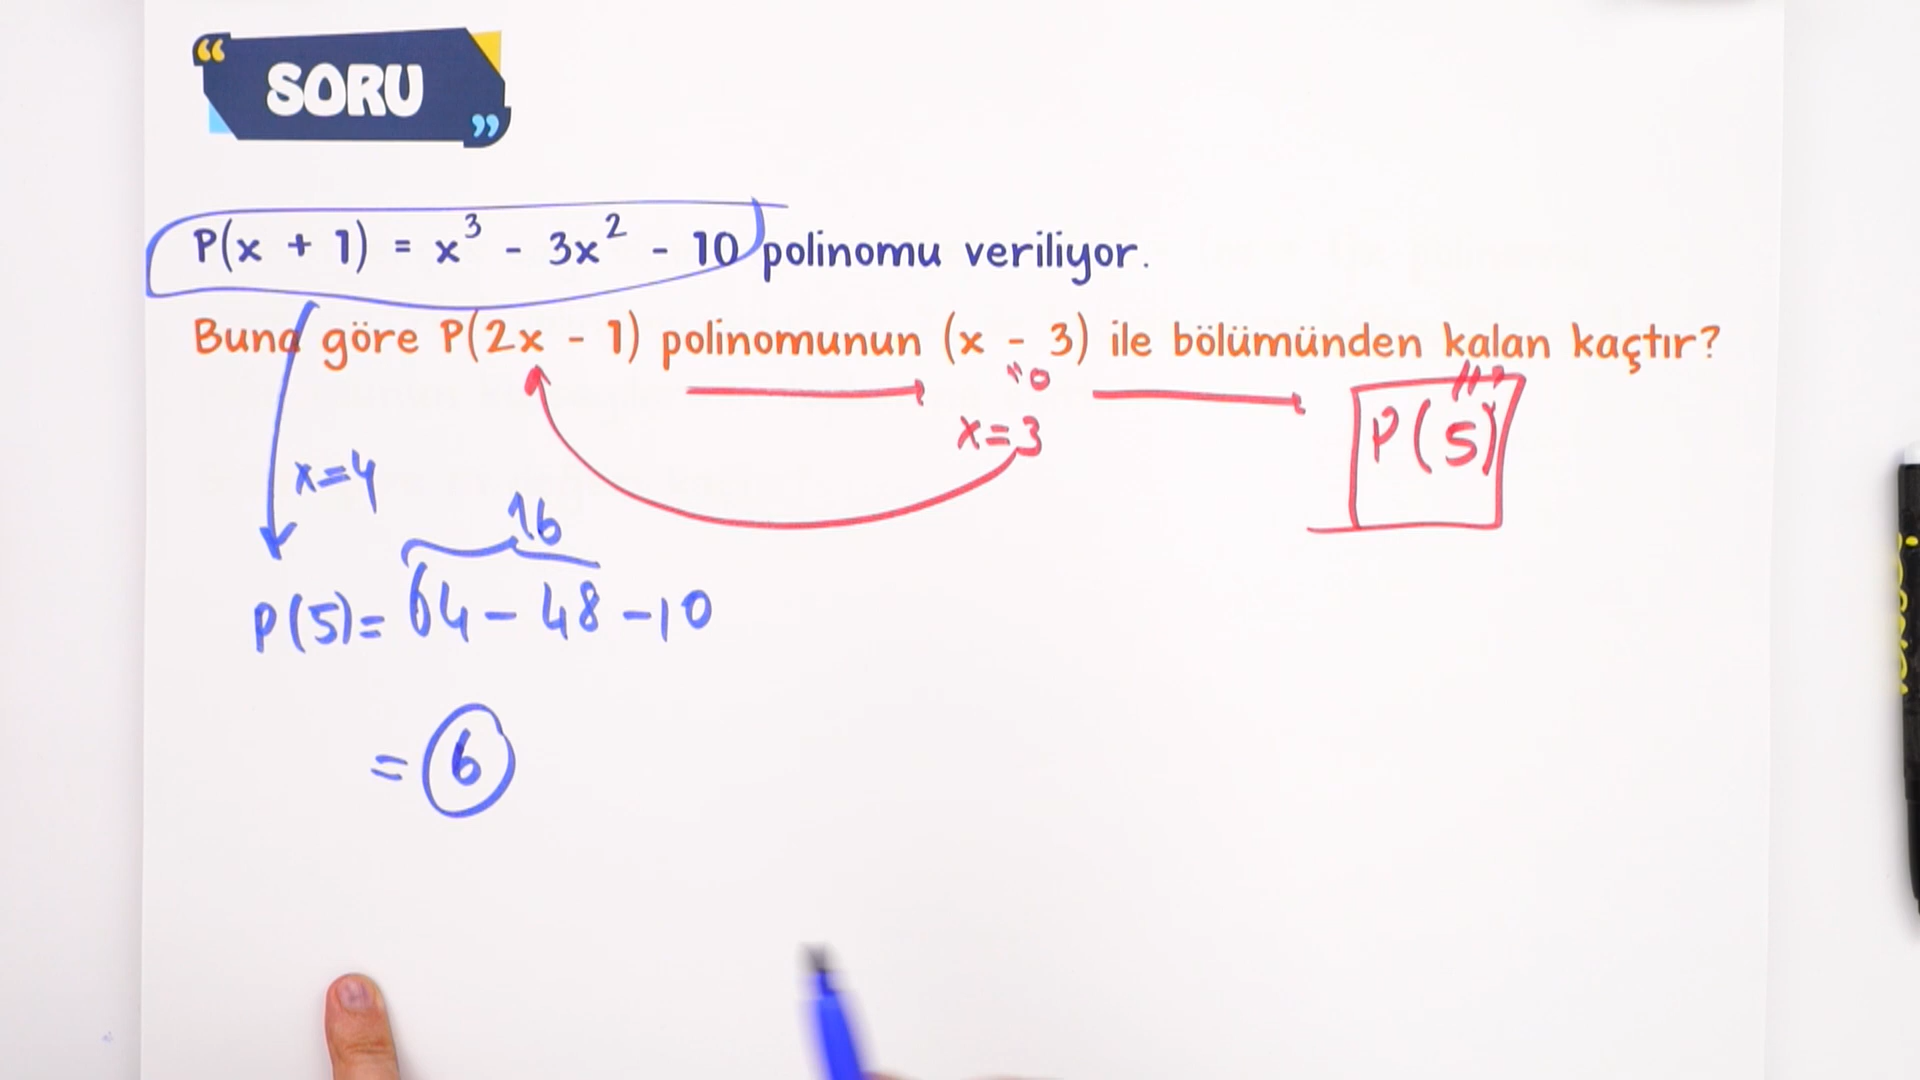 “ SORU ”
P(x + 1) = x³ - 3x² - 10 polinomu veriliyor.
Buna göre P(2x - 1) polinomunun (x - 3) ile bölümünden kalan kaçtır?
"0
x=3
P(5)
x=4
16
P(5)= 64 - 48 - 10
= 6